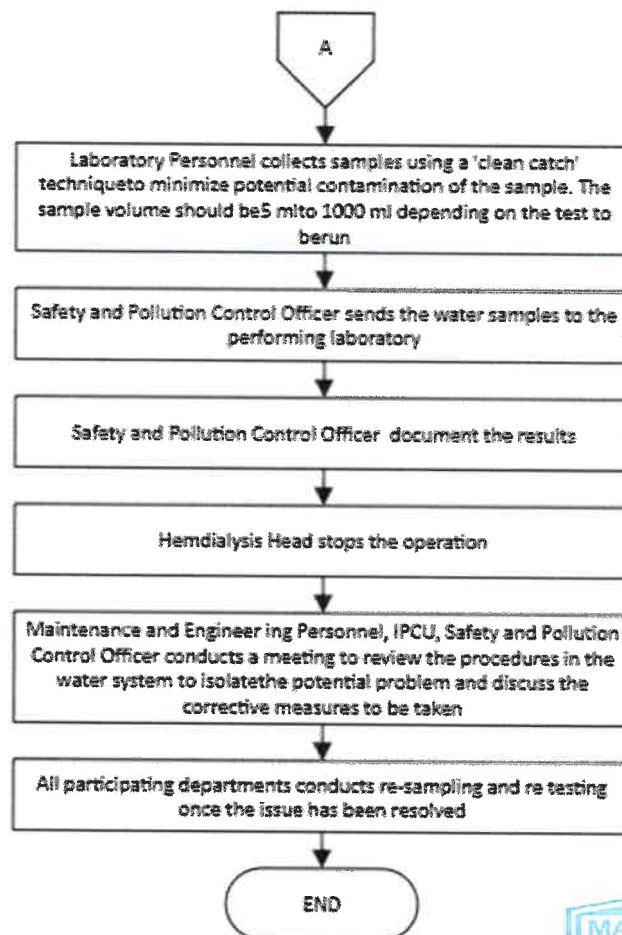 A
Laboratory Personnel collects samples using a 'clean catch'
techniqueto minimize potential contamination of the sample. The
sample volume should be5 mlto 1000 ml depending on the test to
berun
Safety and Pollution Control Officer sends the water samples to the
performing laboratory
Safety and Pollution Control Officer document the results
Hemdialysis Head stops the operation
Maintenance and Engineer ing Personnel, IPCU, Safety and Pollution
Control Officer conducts a meeting to review the procedures in the
water system to isolatethe potential problem and discuss the
corrective measures to be taken
All participating departments conducts re-sampling and re testing
once the issue has been resolved
END
MA